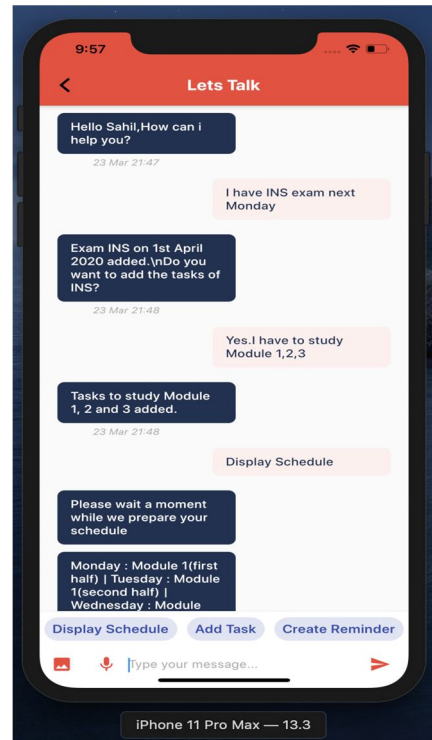 9:57
Lets Talk
Hello Sahil,How can i
help you?
23 Mar 21:47
I have INS exam next
Monday
Exam INS on 1st April
2020 added.\nDo you
want to add the tasks of
INS?
23 Mar 21:48
Yes.I have to study
Module 1,2,3
Tasks to study Module
1, 2 and 3 added.
23 Mar 21:48
Display Schedule
Please wait a moment
while we prepare your
schedule
Monday : Module 1(first
half) | Tuesday : Module
1(second half) |
Wednesday : Module
Display Schedule Add Task Create Reminder
Type your message...
iPhone 11 Pro Max — 13.3